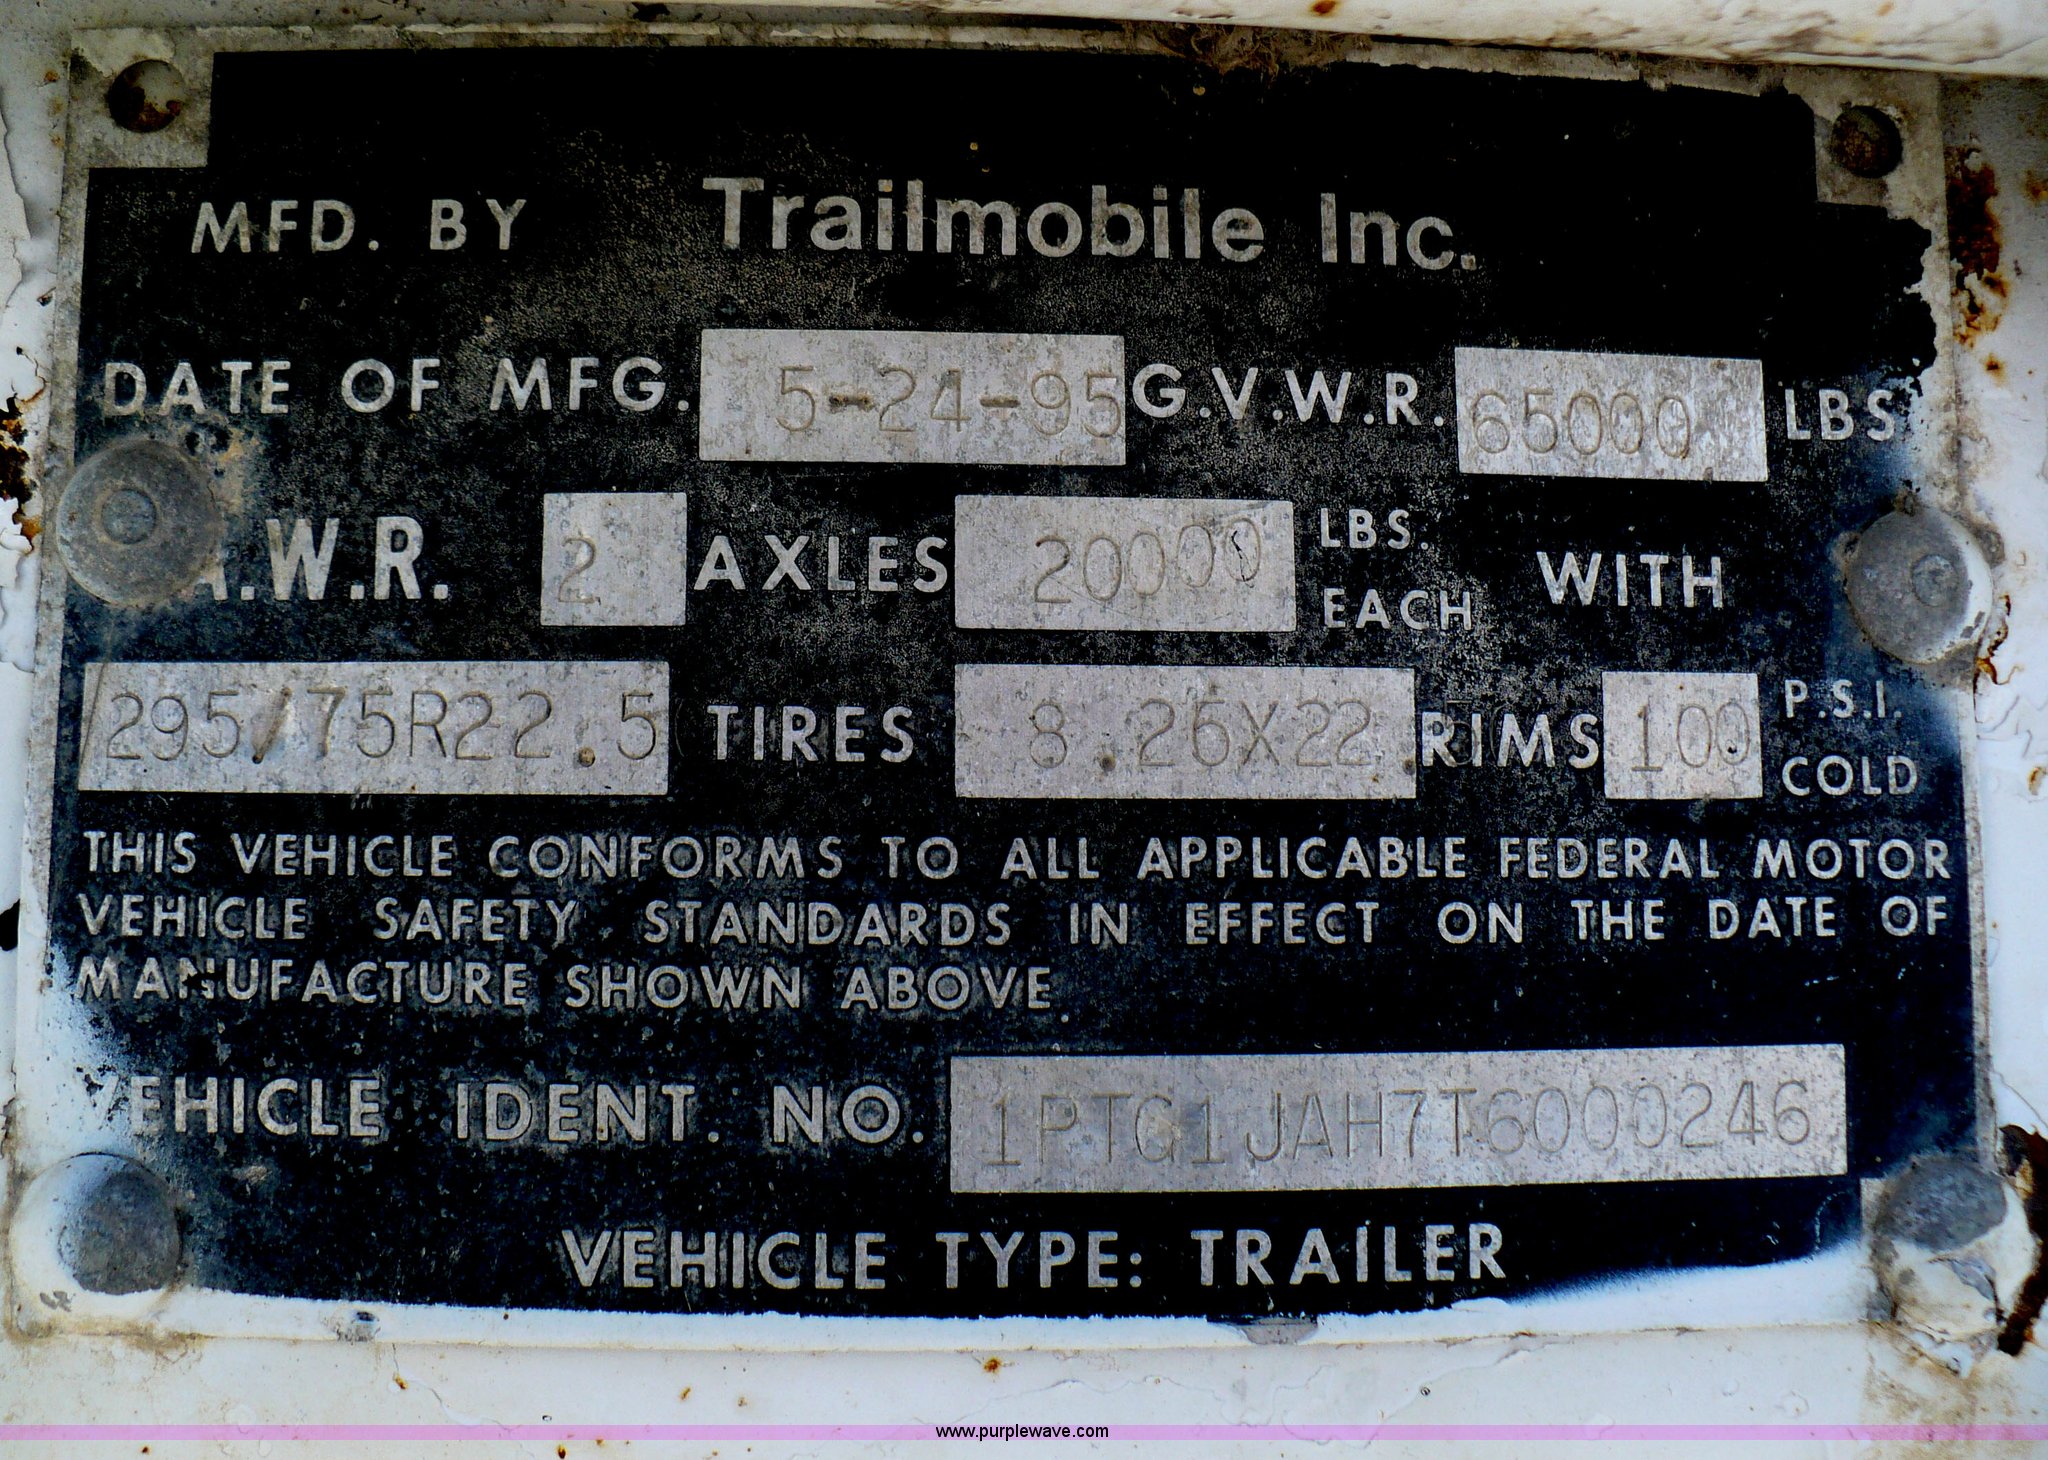 MFD. BY Trailmobile Inc.
DATE OF MFG. 5-24-95 G.V.W.R. 65000 LBS
.W.R. 2 AXLES 20000 LBS. EACH WITH
295/75R22.5 TIRES 8.25X22.50 RIMS 100 P.S.I. COLD
THIS VEHICLE CONFORMS TO ALL APPLICABLE FEDERAL MOTOR
VEHICLE SAFETY STANDARDS IN EFFECT ON THE DATE OF
MANUFACTURE SHOWN ABOVE.
VEHICLE IDENT. NO. 1PTG1JAH7T6000246
VEHICLE TYPE: TRAILER
www.purplewave.com